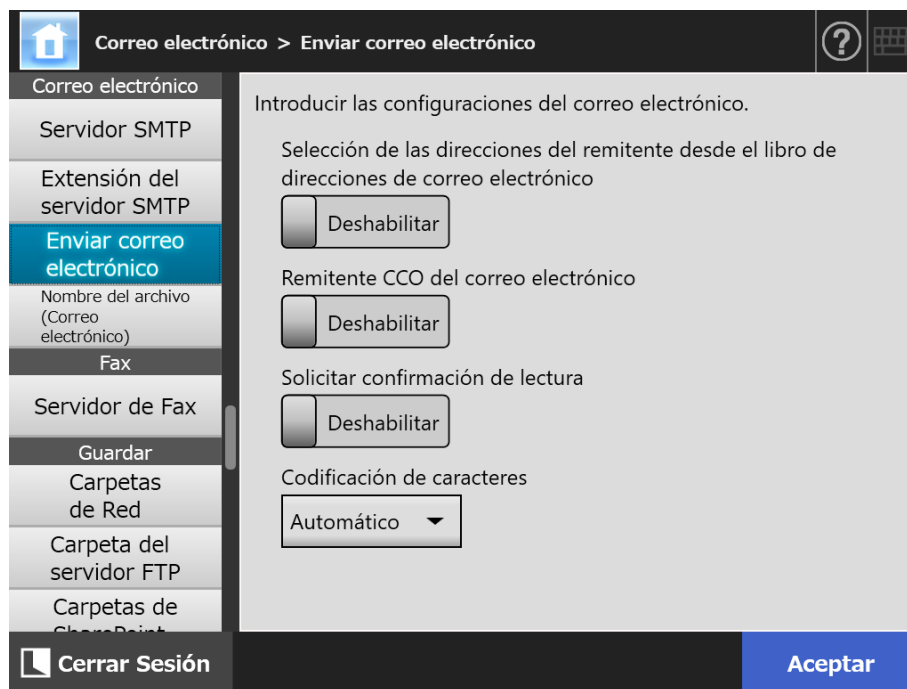 Correo electrónico > Enviar correo electrónico
?
Correo electrónico
Servidor SMTP
Extensión del
servidor SMTP
Enviar correo
electrónico
Nombre del archivo
(Correo
electrónico)
Fax
Servidor de Fax
Guardar
Carpetas
de Red
Carpeta del
servidor FTP
Carpetas de
SharePoint
Cerrar Sesión
Introducir las configuraciones del correo electrónico.
Selección de las direcciones del remitente desde el libro de
direcciones de correo electrónico
Deshabilitar
Remitente CCO del correo electrónico
Deshabilitar
Solicitar confirmación de lectura
Deshabilitar
Codificación de caracteres
Automático
Aceptar